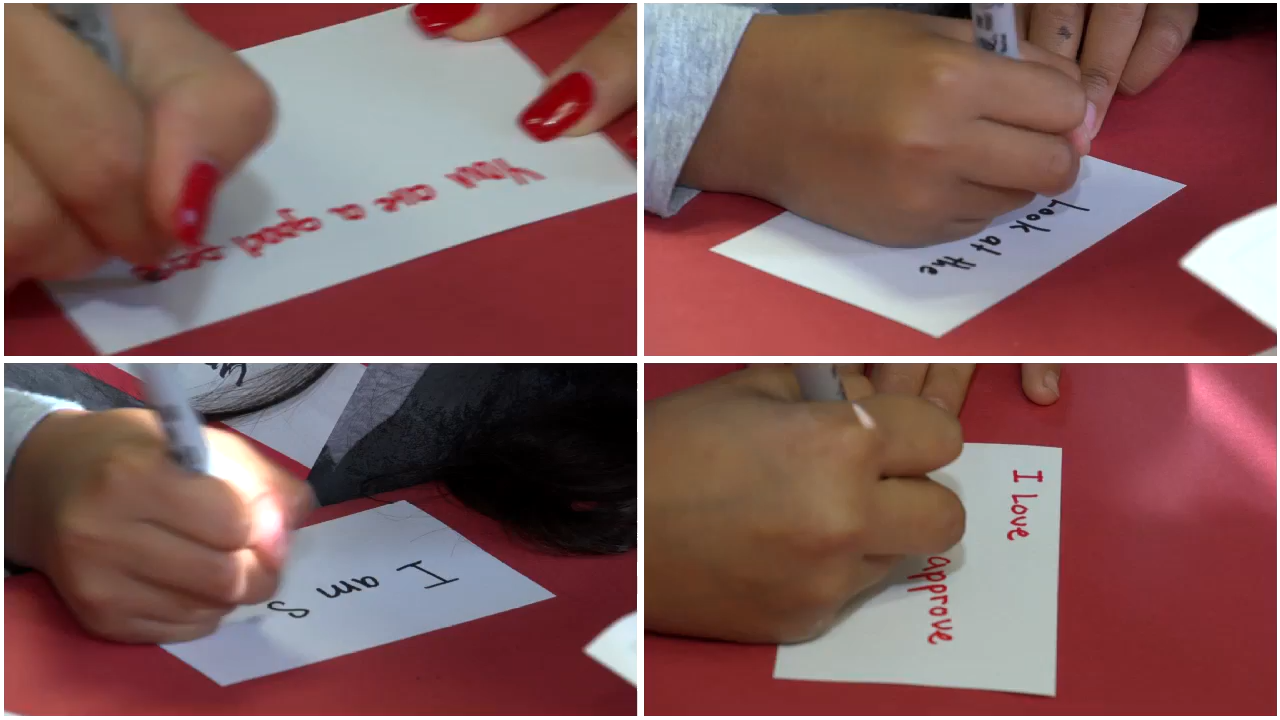 You are a good
Look at the
I am S
I Love
approve